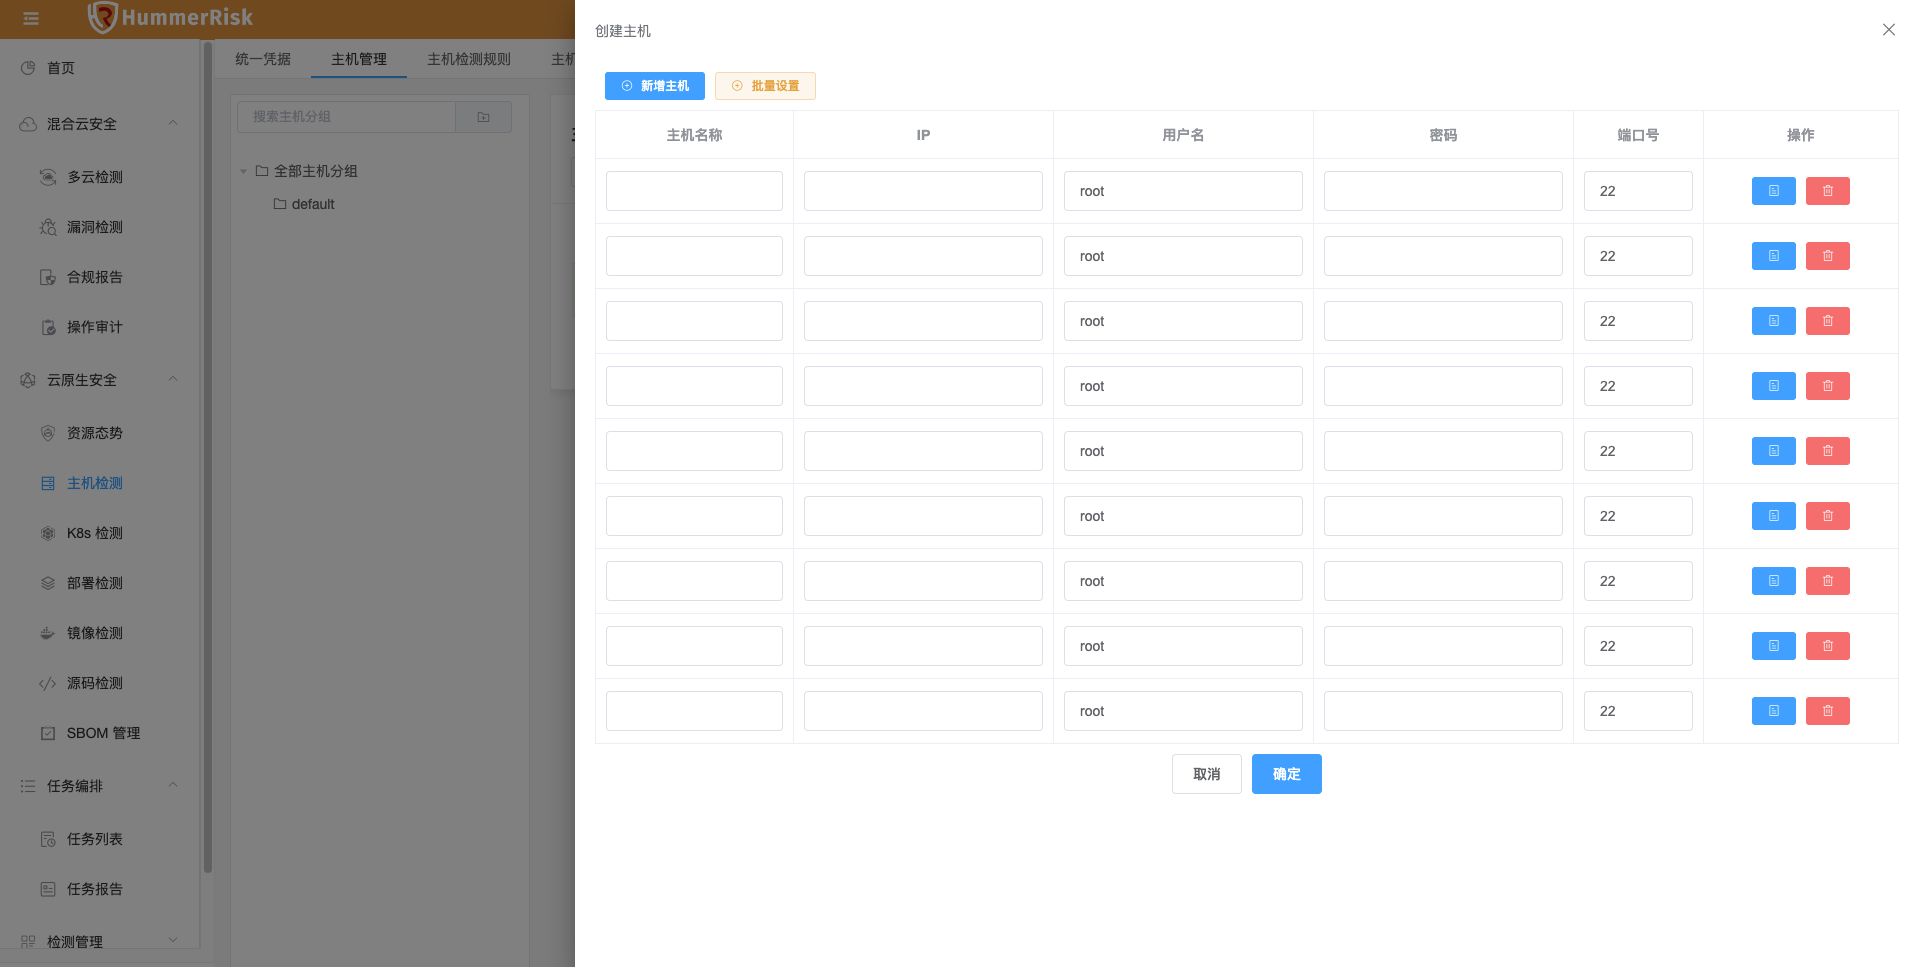 HummerRisk
首页
混合云安全
多云检测
漏洞检测
合规报告
操作审计
云原生安全
资源态势
主机检测
K8s 检测
部署检测
镜像检测
源码检测
SBOM 管理
任务编排
任务列表
任务报告
检测管理
统一凭据 主机管理 主机检测规则
搜索主机分组
全部主机分组
default
创建主机
新增主机 批量设置
主机名称 IP 用户名 密码 端口号 操作
root 22
root 22
root 22
root 22
root 22
root 22
root 22
root 22
root 22
取消 确定